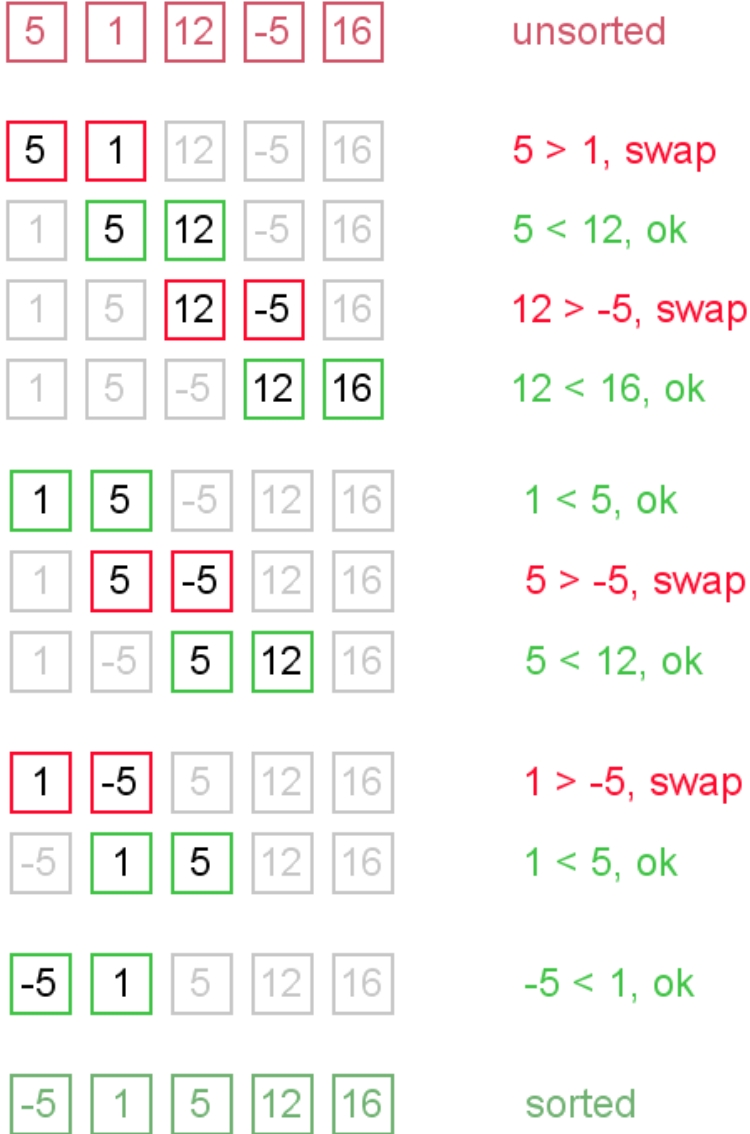 5 1 12 -5 16 unsorted
5 1 12 -5 16 5 > 1, swap
1 5 12 -5 16 5 < 12, ok
1 5 12 -5 16 12 > -5, swap
1 5 -5 12 16 12 < 16, ok
1 5 -5 12 16 1 < 5, ok
1 5 -5 12 16 5 > -5, swap
1 -5 5 12 16 5 < 12, ok
1 -5 5 12 16 1 > -5, swap
-5 1 5 12 16 1 < 5, ok
-5 1 5 12 16 -5 < 1, ok
-5 1 5 12 16 sorted